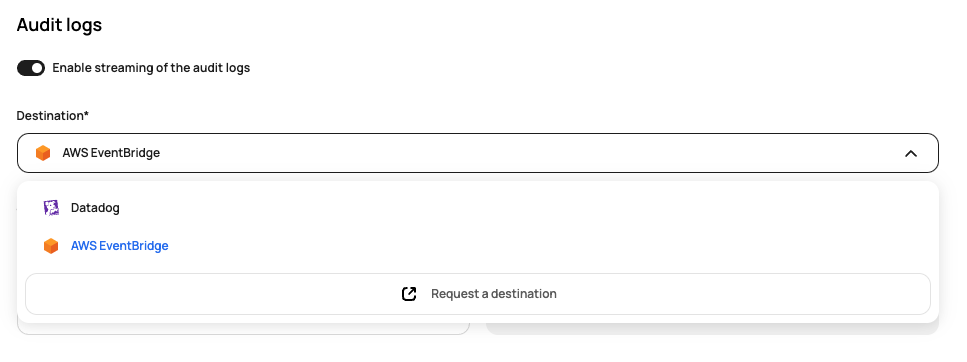 Audit logs
Enable streaming of the audit logs
Destination*
AWS EventBridge
Datadog
AWS EventBridge
Request a destination